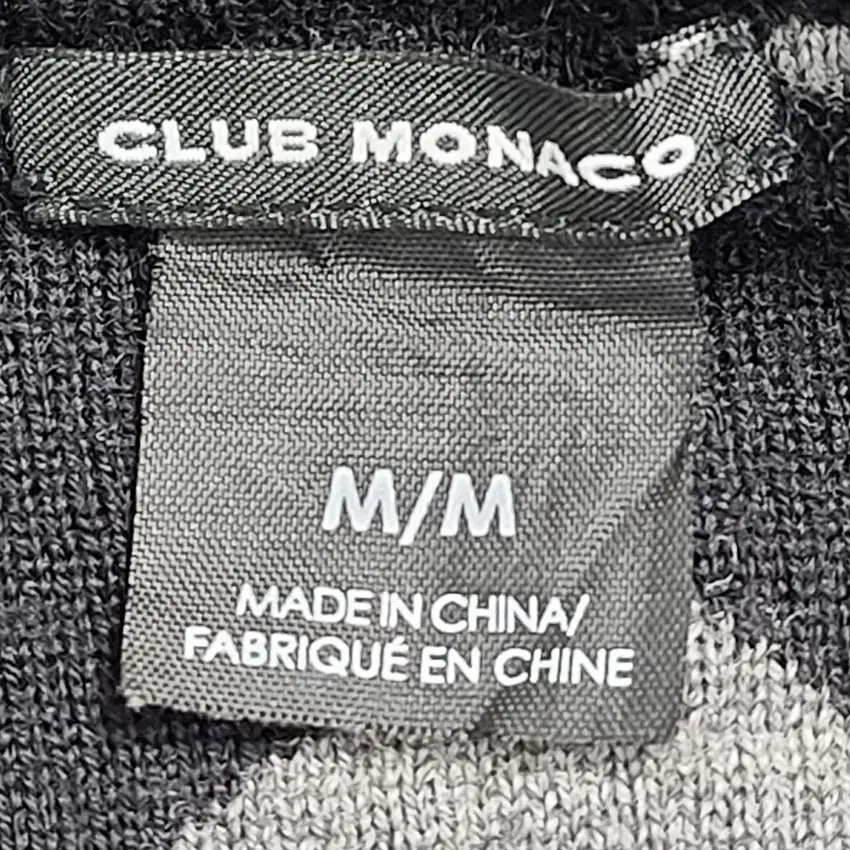 CLUB MONACO
M/M
MADE IN CHINA/
FABRIQUÉ EN CHINE